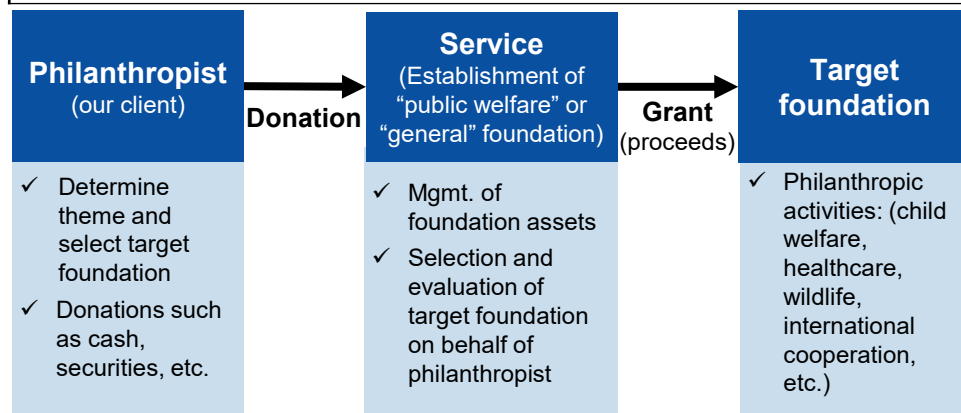 Philanthropist
(our client)
Donation
Service
(Establishment of
“public welfare” or
“general” foundation)
Grant
(proceeds)
Target
foundation
✓ Determine
theme and
select target
foundation
✓ Donations such
as cash,
securities, etc.
✓ Mgmt. of
foundation assets
✓ Selection and
evaluation of
target foundation
on behalf of
philanthropist
✓ Philanthropic
activities: (child
welfare,
healthcare,
wildlife,
international
cooperation,
etc.)